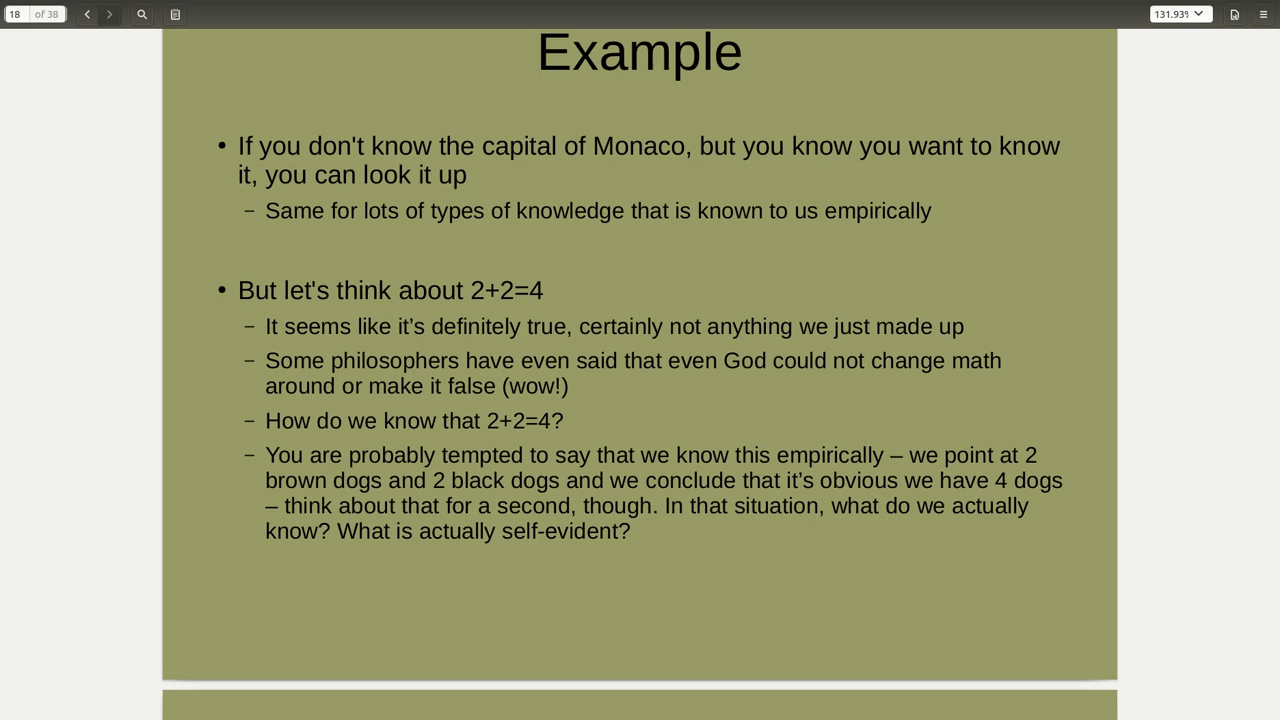 18 of 38
131.93%
Example
• If you don't know the capital of Monaco, but you know you want to know
it, you can look it up
– Same for lots of types of knowledge that is known to us empirically
• But let's think about 2+2=4
– It seems like it’s definitely true, certainly not anything we just made up
– Some philosophers have even said that even God could not change math
around or make it false (wow!)
– How do we know that 2+2=4?
– You are probably tempted to say that we know this empirically – we point at 2
brown dogs and 2 black dogs and we conclude that it’s obvious we have 4 dogs
– think about that for a second, though. In that situation, what do we actually
know? What is actually self-evident?